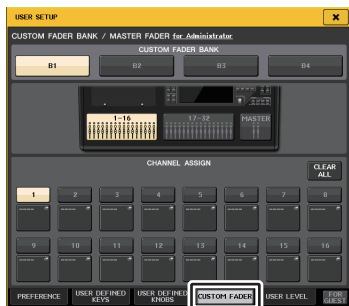 USER SETUP
CUSTOM FADER BANK / MASTER FADER for Administrator
CUSTOM FADER BANK
B1 B2 B3 B4
1-16 17-32 MASTER
CHANNEL ASSIGN
CLEAR ALL
1 2 3 4 5 6 7 8
---- ---- ---- ---- ---- ---- ---- ----
9 10 11 12 13 14 15 16
---- ---- ---- ---- ---- ---- ---- ----
PREFERENCE USER DEFINED KEYS USER DEFINED KNOBS CUSTOM FADER USER LEVEL FOR GUEST